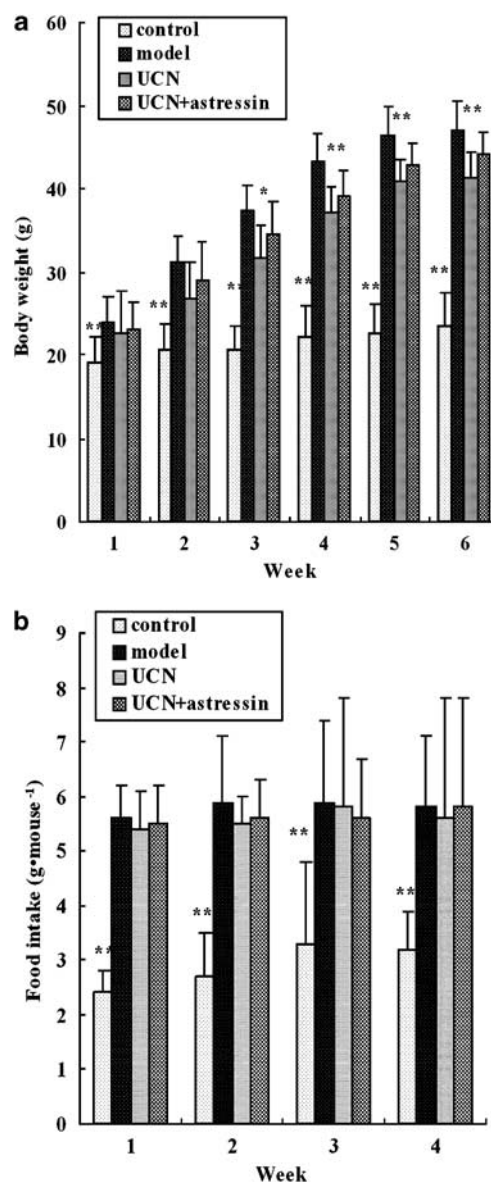 a
control
model
UCN
UCN+astressin
60
50
40
30
20
10
0
Body weight (g)
** ** ** ** ** **
* ** ** **
1 2 3 4 5 6
Week
b
control
model
UCN
UCN+astressin
9
8
7
6
5
4
3
2
1
0
Food intake (g•mouse⁻¹)
** ** ** **
1 2 3 4
Week